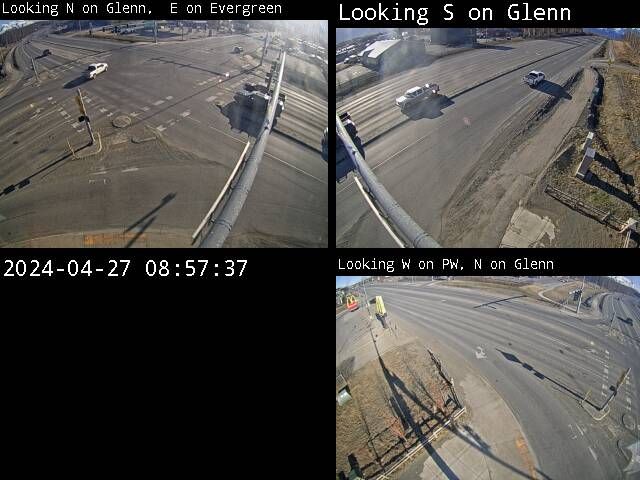 Looking N on Glenn,  E on Evergreen
Looking S on Glenn
2024-04-27 08:57:37
Looking W on PW, N on Glenn